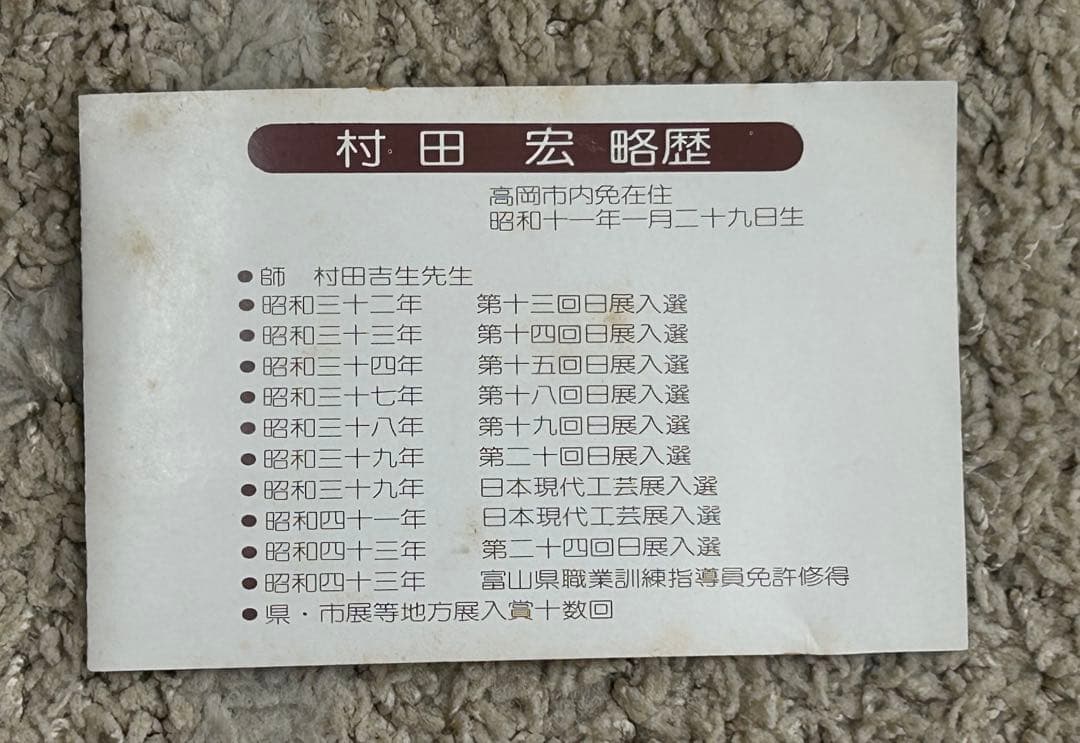 村田 宏 略歴
高岡市内免在住
昭和十一年一月二十九日生
●師 村田吉生先生
●昭和三十二年 第十三回日展入選
●昭和三十三年 第十四回日展入選
●昭和三十四年 第十五回日展入選
●昭和三十七年 第十八回日展入選
●昭和三十八年 第十九回日展入選
●昭和三十九年 第二十回日展入選
●昭和三十九年 日本現代工芸展入選
●昭和四十一年 日本現代工芸展入選
●昭和四十三年 第二十四回日展入選
●昭和四十三年 富山県職業訓練指導員免許修得
●県・市展等地方展入賞十数回